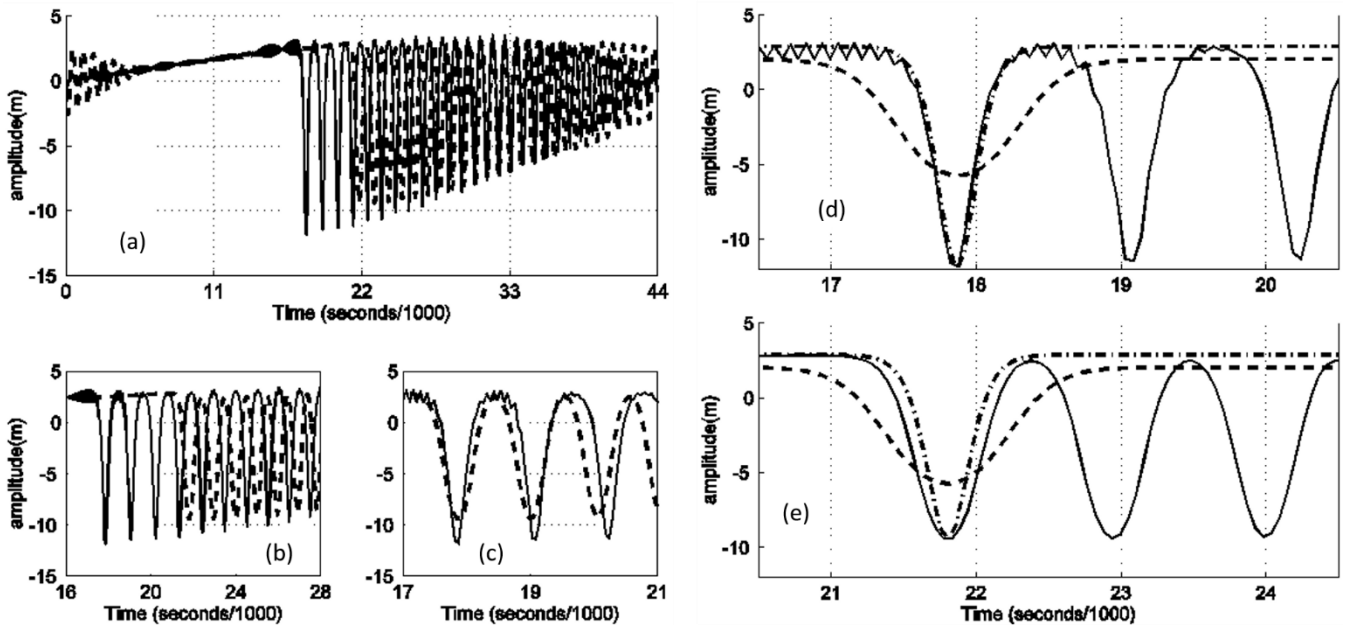 5
0
-5
-10
-15
amplitude(m)
(a)
0 11 22 33 44
Time (seconds/1000)
5
0
-5
-10
-15
amplitude(m)
(b)
16 20 24 28
Time (seconds/1000)
5
0
-5
-10
-15
(c)
17 19 21
Time (seconds/1000)
5
0
-5
-10
amplitude(m)
(d)
17 18 19 20
Time (seconds/1000)
5
0
-5
-10
amplitude(m)
(e)
21 22 23 24
Time (seconds/1000)